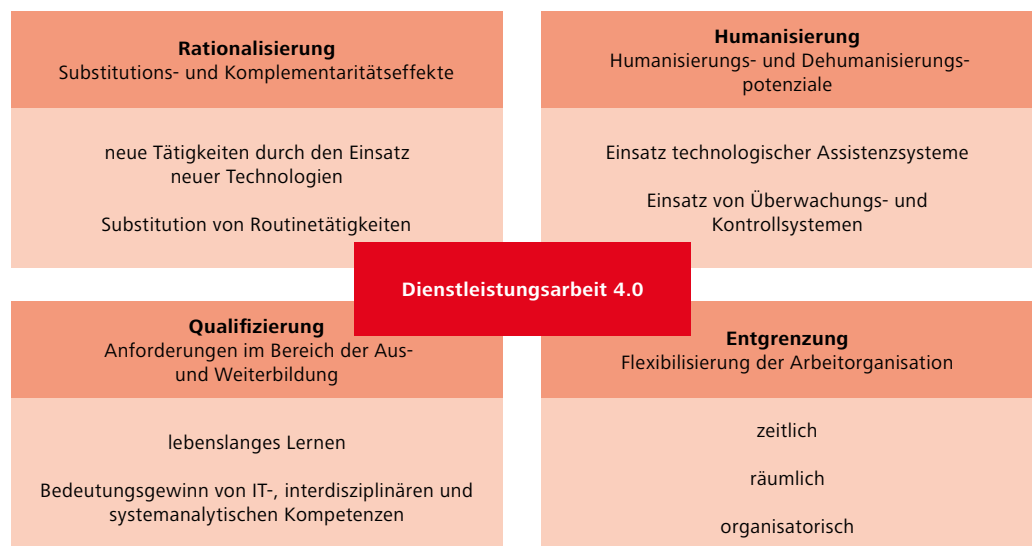 Rationalisierung
Substitutions- und Komplementaritätseffekte
neue Tätigkeiten durch den Einsatz
neuer Technologien
Substitution von Routinetätigkeiten
Humanisierung
Humanisierungs- und Dehumanisierungs-
potenziale
Einsatz technologischer Assistenzsysteme
Einsatz von Überwachungs- und
Kontrollsystemen
Dienstleistungsarbeit 4.0
Qualifizierung
Anforderungen im Bereich der Aus-
und Weiterbildung
lebenslanges Lernen
Bedeutungsgewinn von IT-, interdisziplinären und
systemanalytischen Kompetenzen
Entgrenzung
Flexibilisierung der Arbeitorganisation
zeitlich
räumlich
organisatorisch